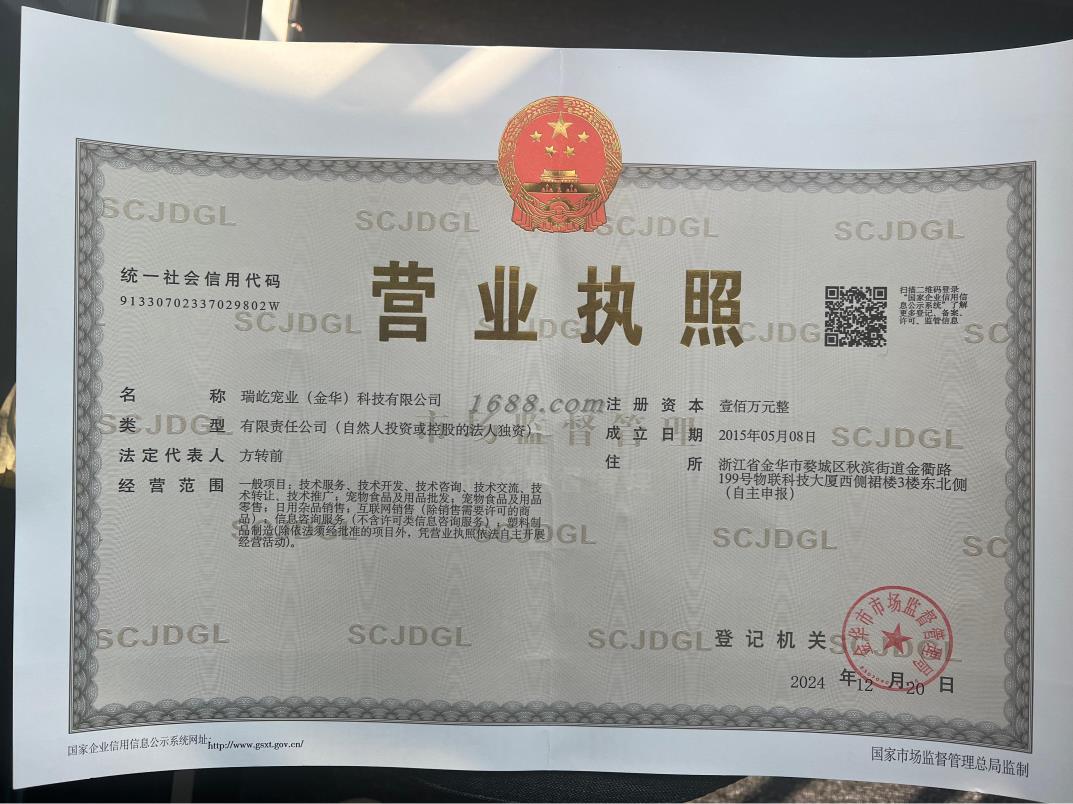 SCJDGL SCJDGL SCJDGL SCJDGL
统一社会信用代码
91330702337029802W
营业执照
扫描二维码登录
“国家企业信用信
息公示系统”了解
更多登记、备案、
许可、监管信息
SCJDGL
名 称 瑞屹宠业（金华）科技有限公司
1688.com
类 型 有限责任公司（自然人投资或控股的法人独资）
法定代表人 方转前
经营范围 一般项目：技术服务、技术开发、技术咨询、技术交流、技
术转让、技术推广；宠物食品及用品批发；宠物食品及用品
零售；日用杂品销售；互联网销售（除销售需要许可的商
品）；信息咨询服务（不含许可类信息咨询服务）；塑料制
品制造(除依法须经批准的项目外，凭营业执照依法自主开展
经营活动)。
注册资本 壹佰万元整
成立日期 2015年05月08日
住 所 浙江省金华市婺城区秋滨街道金衢路
199号物联科技大厦西侧裙楼3楼东北侧
（自主申报）
市场监督管理
SCJDGL SCJDGL
SCJDGL SCJDGL
SCJDGL SCJDGL SCJDGL
登记机关
金华市市场监督管理局
2024 年12 月20 日
国家企业信用信息公示系统网址：http://www.gsxt.gov.cn/
国家市场监督管理总局监制